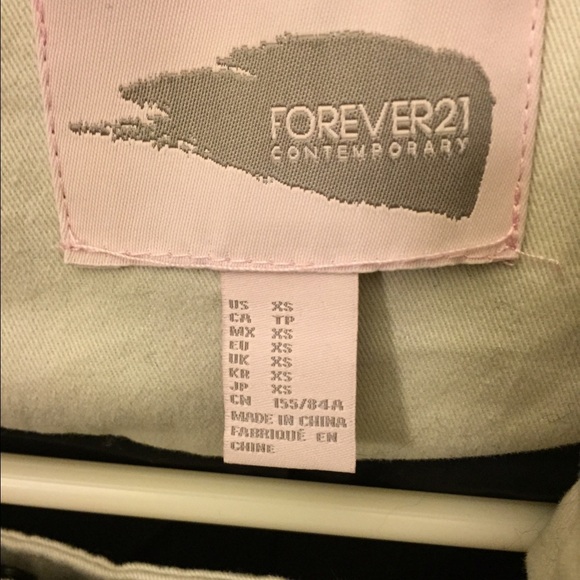 FOREVER21
CONTEMPORARY
US XS
CA TP
MX XS
EU XS
UK XS
KR XS
JP XS
CN 155/84A
MADE IN CHINA
FABRIQUÉ EN
CHINE